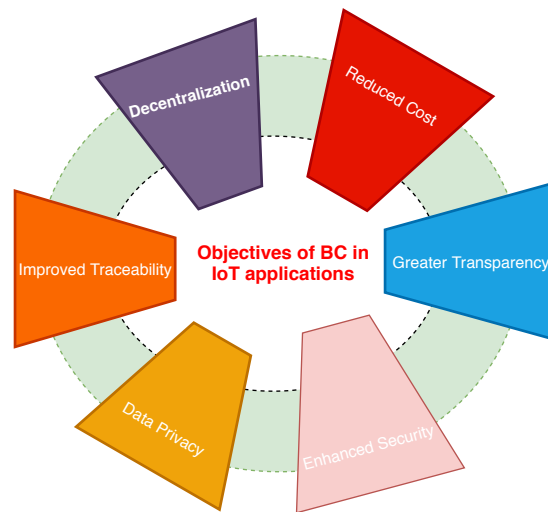 Decentralization
Reduced Cost
Improved Traceability
Objectives of BC in
IoT applications
Greater Transparency
Data Privacy
Enhanced Security